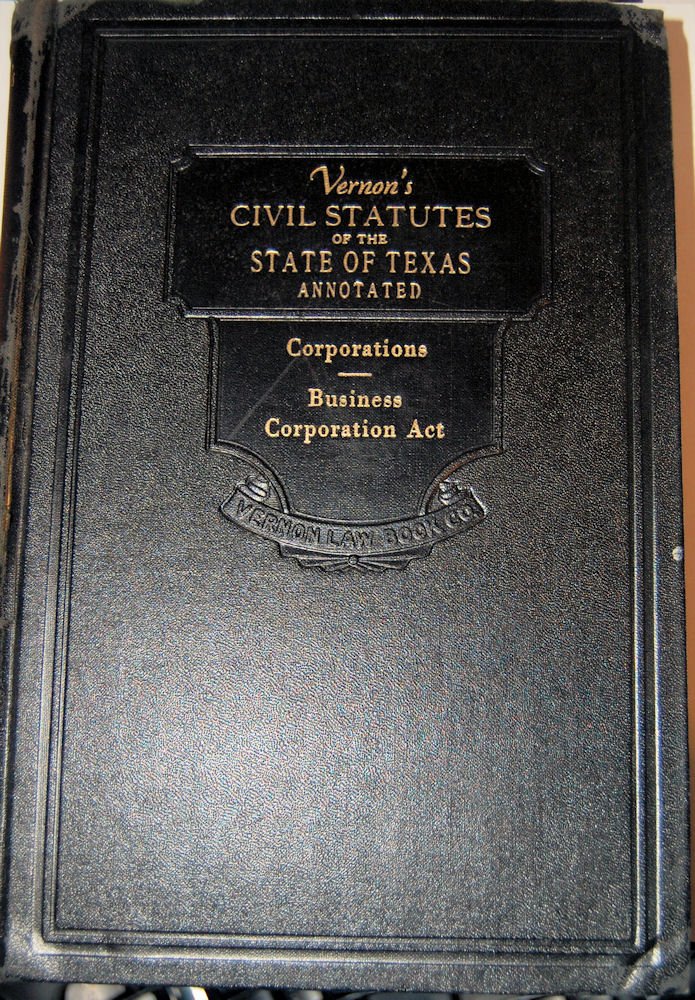 Vernon's
CIVIL STATUTES
OF THE
STATE OF TEXAS
ANNOTATED
Corporations
Business
Corporation Act
VERNON LAW BOOK CO.